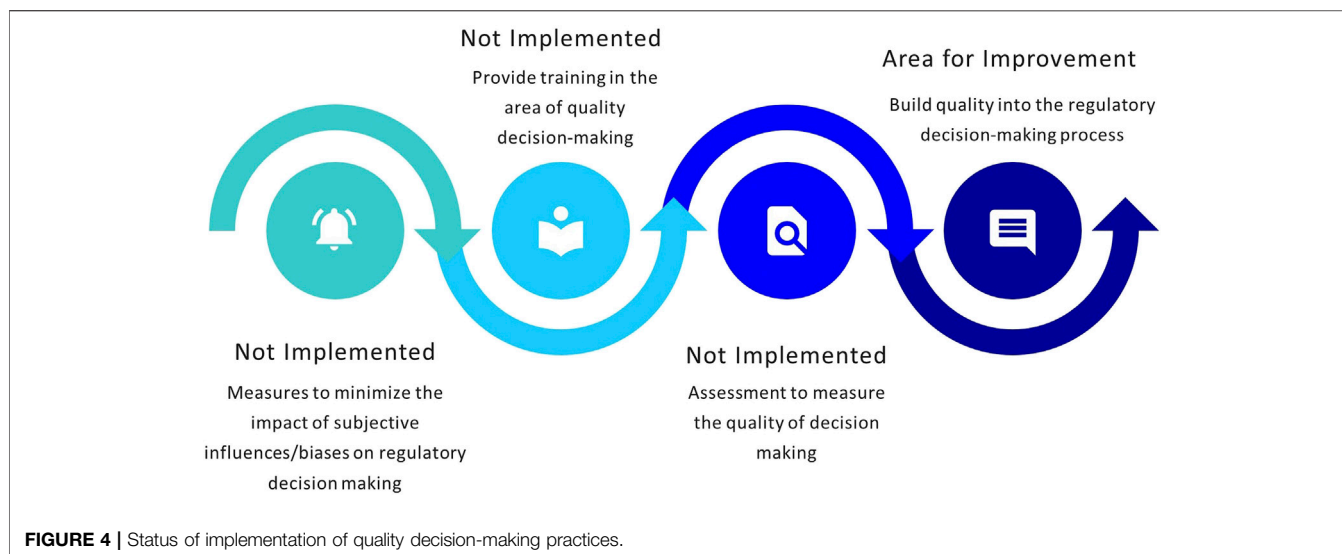 Not Implemented
Provide training in the
area of quality
decision-making
Area for Improvement
Build quality into the regulatory
decision-making process
Not Implemented
Measures to minimize the
impact of subjective
influences/biases on regulatory
decision making
Not Implemented
Assessment to measure
the quality of decision
making
FIGURE 4 | Status of implementation of quality decision-making practices.